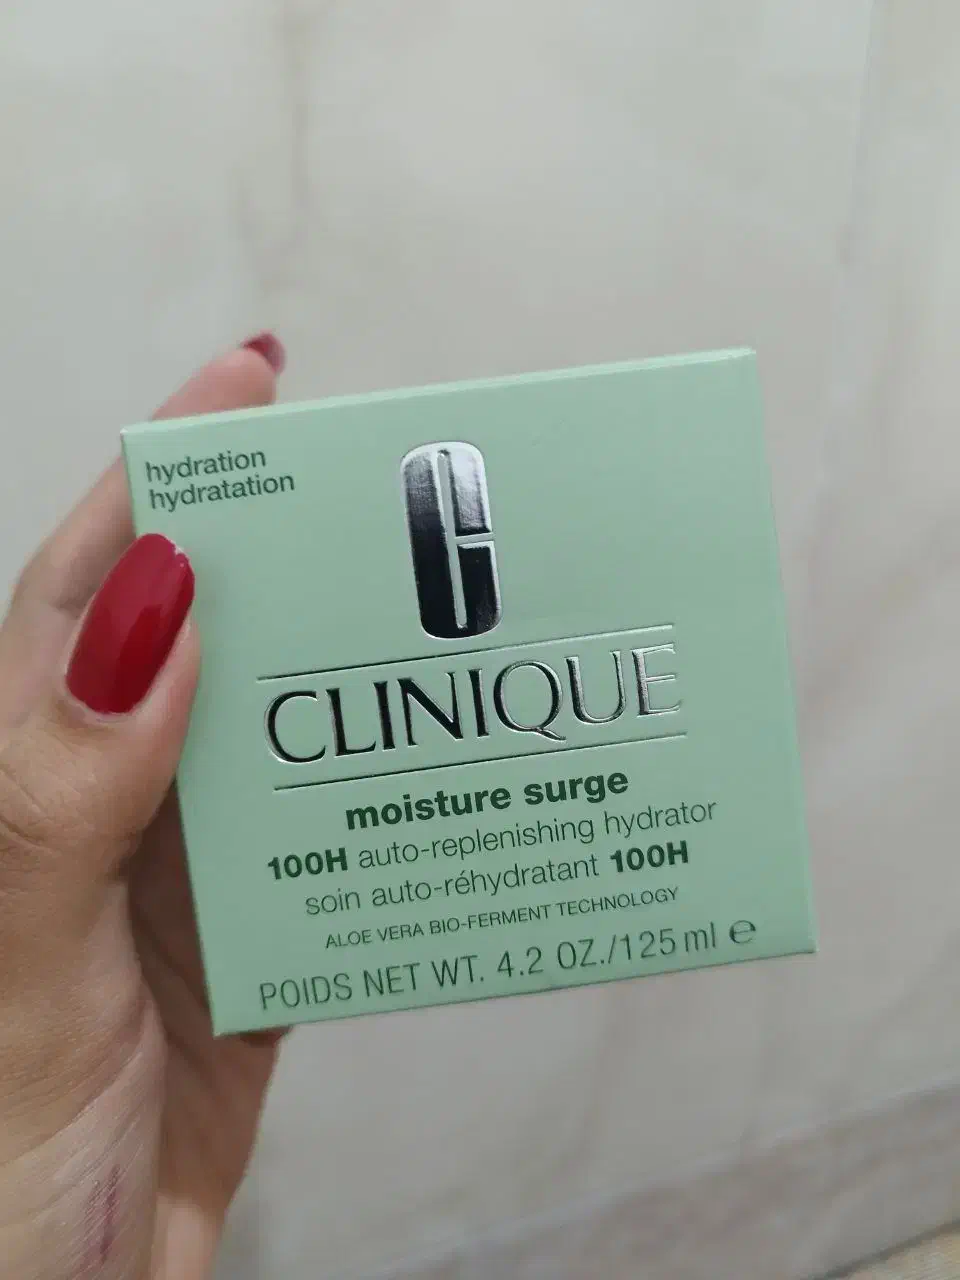 hydration
hydratation
CLINIQUE
moisture surge
100H auto-replenishing hydrator
soin auto-réhydratant 100H
ALOE VERA BIO-FERMENT TECHNOLOGY
POIDS NET WT. 4.2 OZ./125 ml ℮